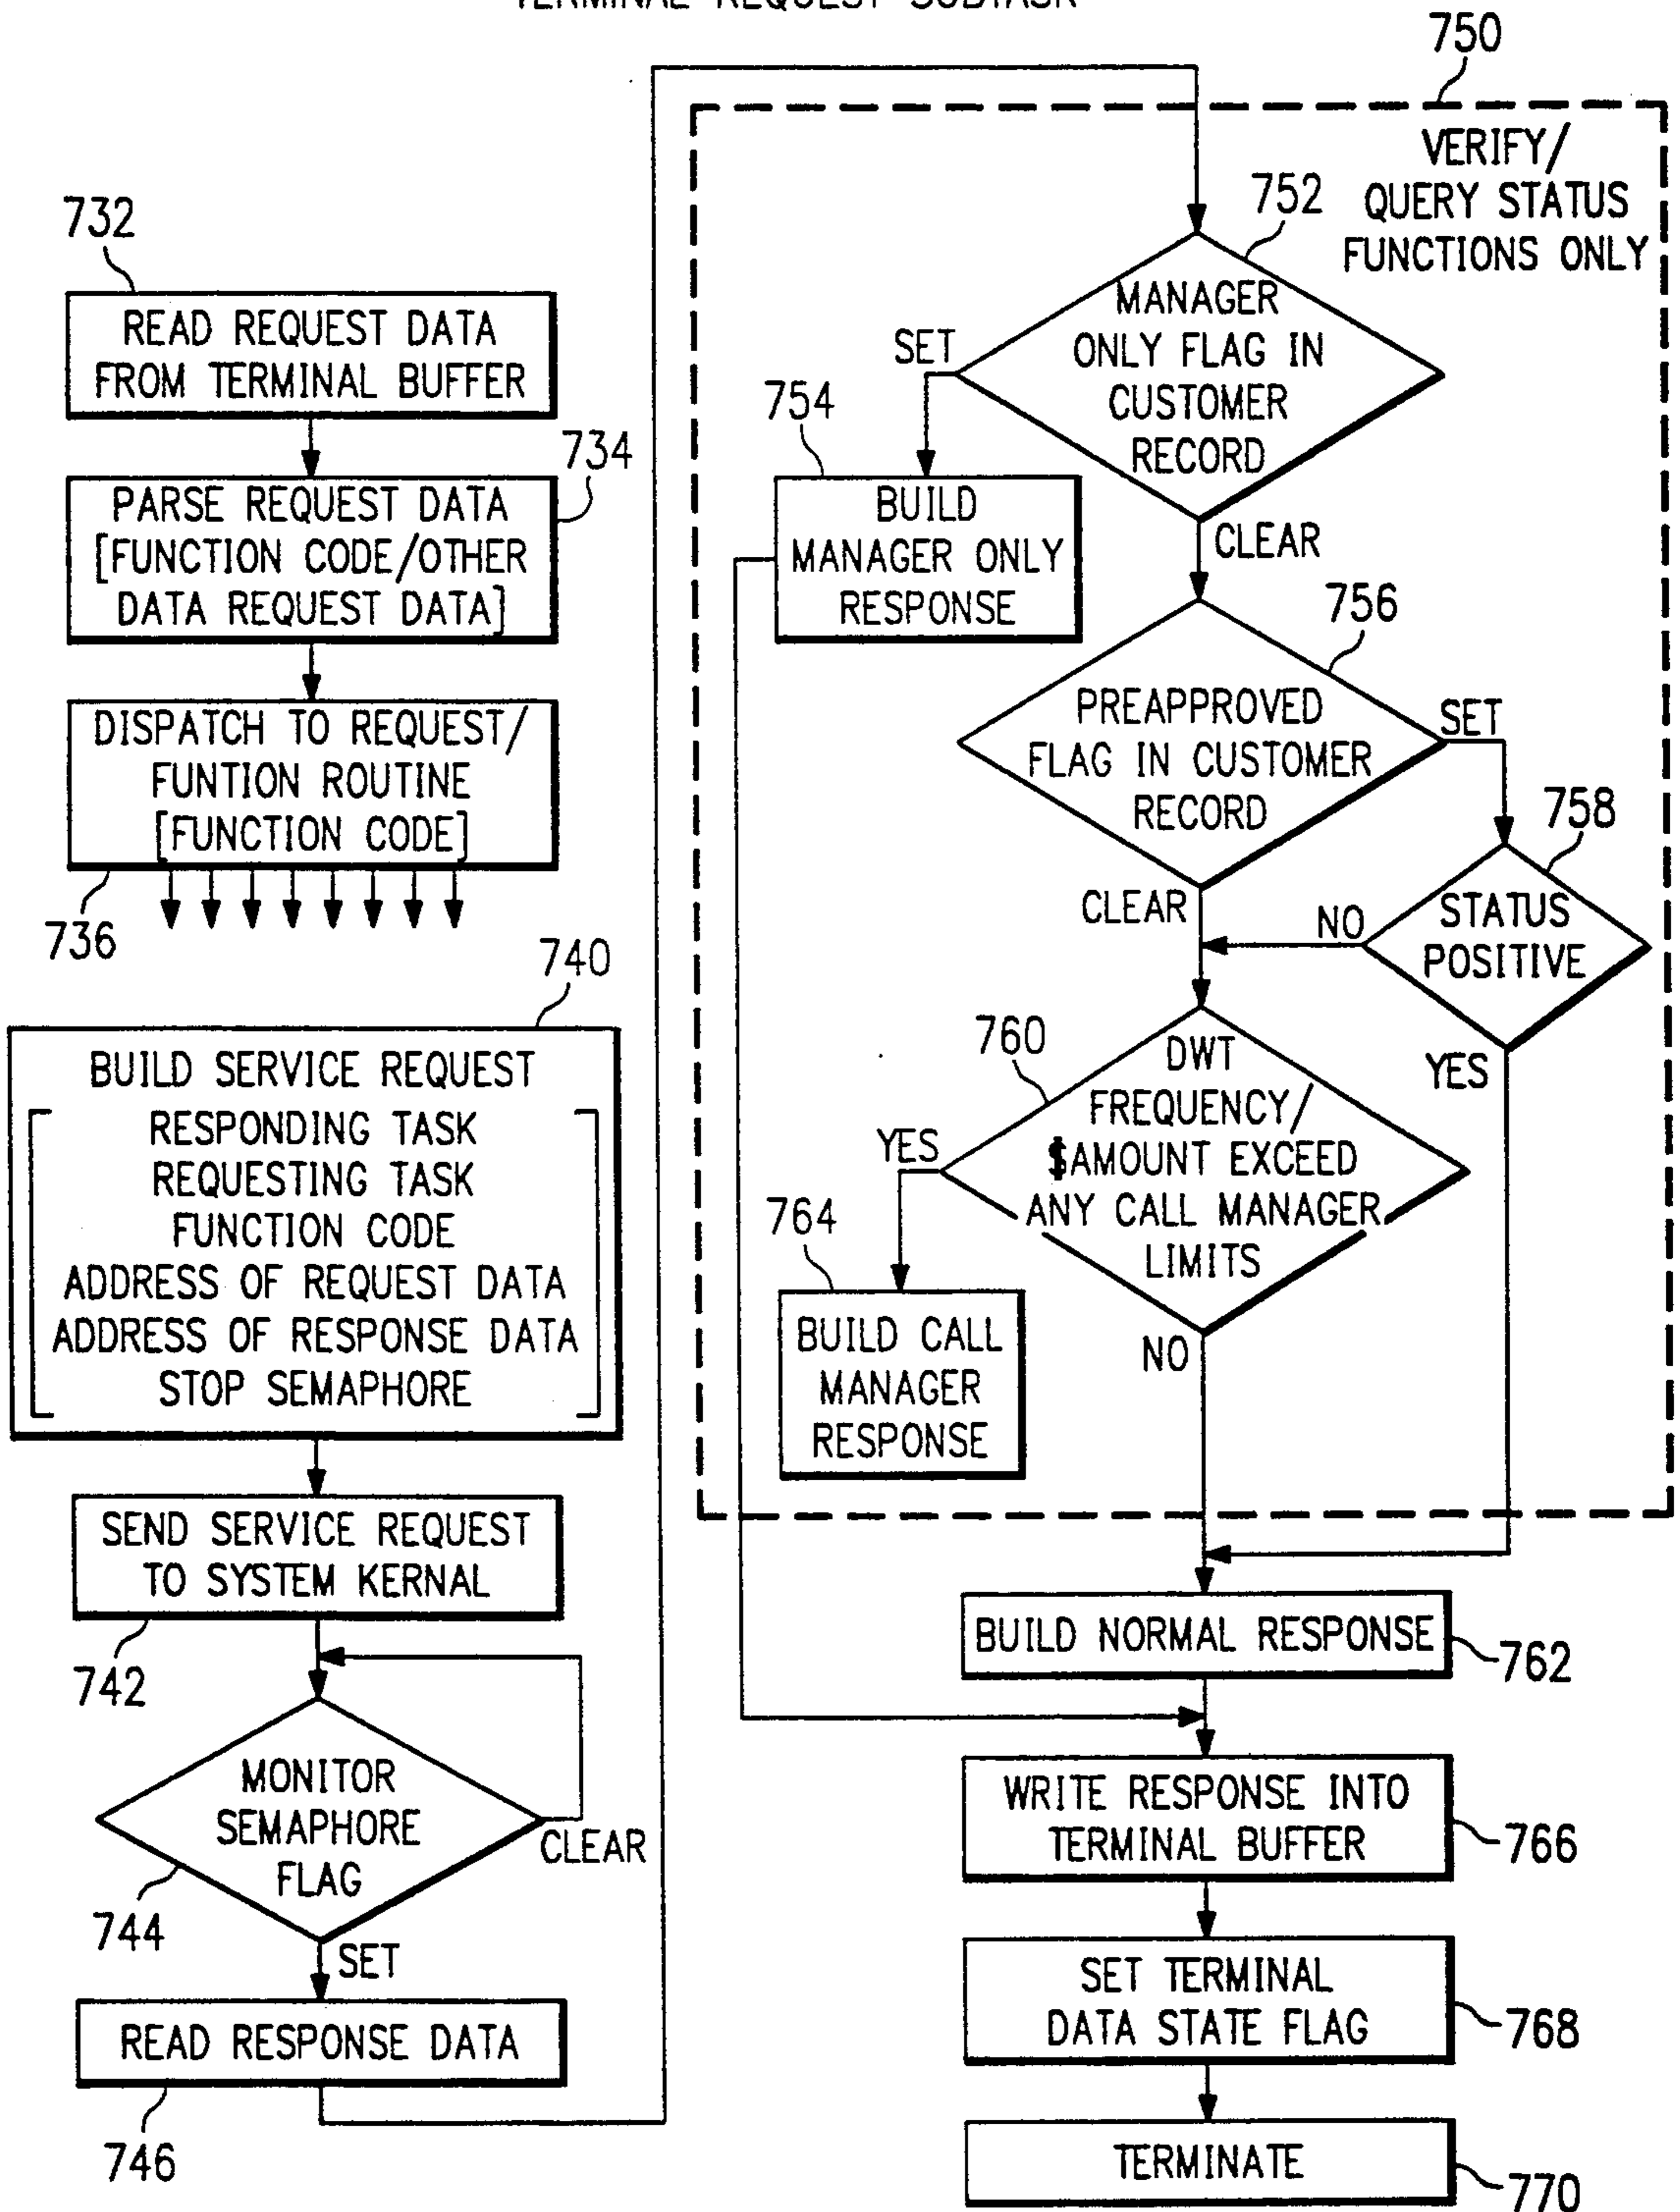 TERMINAL REQUEST SUBTASK
732
READ REQUEST DATA
FROM TERMINAL BUFFER
734
PARSE REQUEST DATA
[FUNCTION CODE/OTHER
DATA REQUEST DATA]
DISPATCH TO REQUEST/
FUNTION ROUTINE
[FUNCTION CODE]
736
740
BUILD SERVICE REQUEST
RESPONDING TASK
REQUESTING TASK
FUNCTION CODE
ADDRESS OF REQUEST DATA
ADDRESS OF RESPONSE DATA
STOP SEMAPHORE
SEND SERVICE REQUEST
TO SYSTEM KERNAL
742
MONITOR
SEMAPHORE
FLAG
CLEAR
744
SET
READ RESPONSE DATA
746
750
VERIFY/
QUERY STATUS
FUNCTIONS ONLY
752
MANAGER
ONLY FLAG IN
CUSTOMER
RECORD
SET
754
BUILD
MANAGER ONLY
RESPONSE
CLEAR
756
PREAPPROVED
FLAG IN CUSTOMER
RECORD
SET
758
STATUS
POSITIVE
CLEAR
NO
YES
760
DWT
FREQUENCY/
$AMOUNT EXCEED
ANY CALL MANAGER
LIMITS
YES
764
BUILD CALL
MANAGER
RESPONSE
NO
BUILD NORMAL RESPONSE
762
WRITE RESPONSE INTO
TERMINAL BUFFER
766
SET TERMINAL
DATA STATE FLAG
768
TERMINATE
770